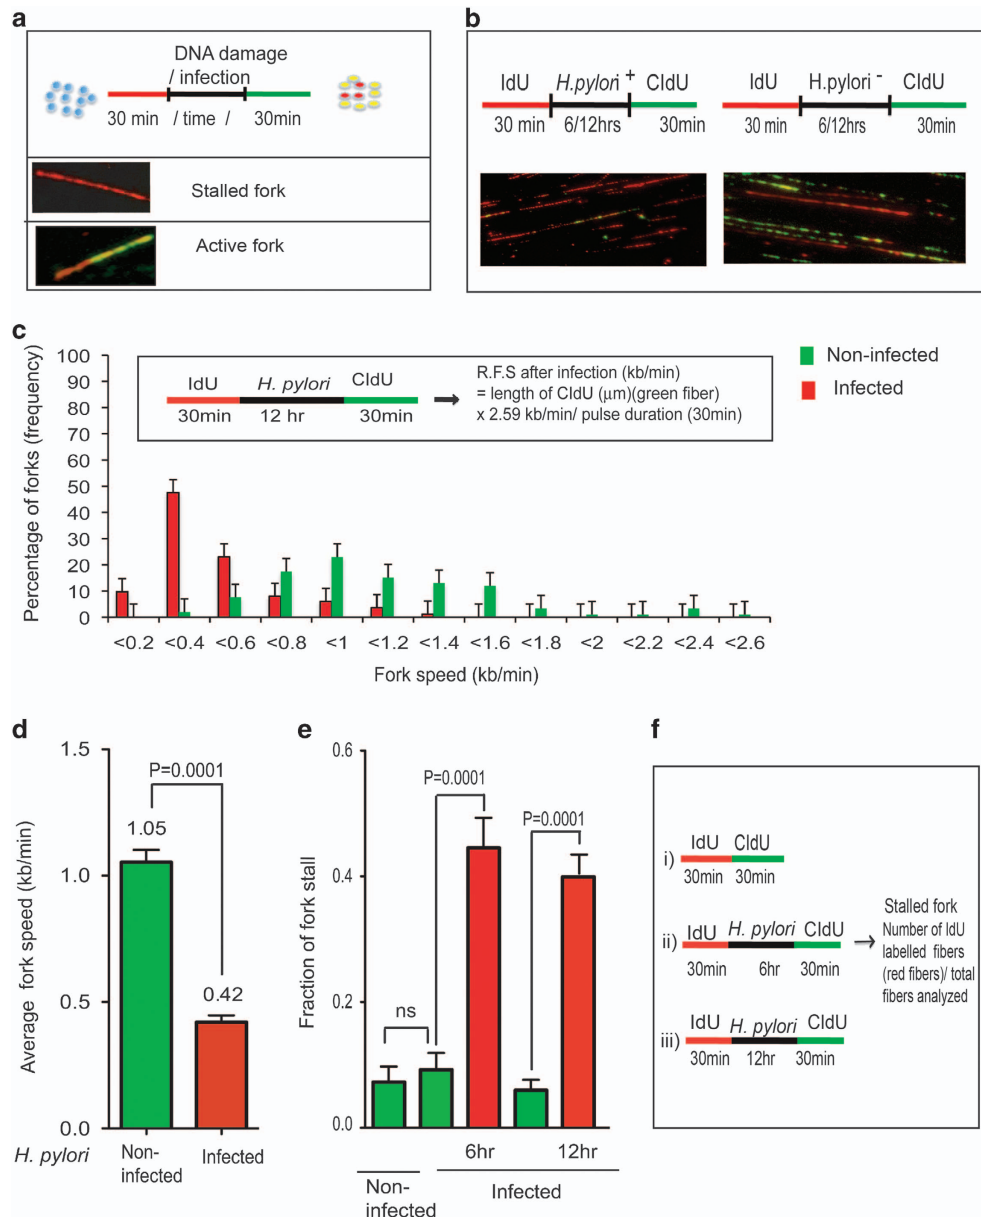 a
DNA damage
/ infection
30 min / time / 30min
Stalled fork
Active fork
b
IdU H.pylori + CldU
30 min 6/12hrs 30min
IdU H.pylori - CldU
30 min 6/12hrs 30min
c
Percentage of forks (frequency)
100
90
80
70
60
50
40
30
20
10
0
IdU H. pylori CldU
30min 12 hr 30min
R.F.S after infection (kb/min)
= length of CldU (μm)(green fiber)
x 2.59 kb/min/ pulse duration (30min)
Non-infected
Infected
<0.2 <0.4 <0.6 <0.8 <1 <1.2 <1.4 <1.6 <1.8 <2 <2.2 <2.4 <2.6
Fork speed (kb/min)
d
Average fork speed (kb/min)
1.5
1.0
0.5
0.0
P=0.0001
1.05
0.42
H. pylori
Non-
infected
Infected
e
Fraction of fork stall
0.6
0.4
0.2
0.0
P=0.0001
P=0.0001
ns
6hr 12hr
Non-
infected
Infected
f
i)
IdU CldU
30min 30min
ii)
IdU H. pylori CldU
30min 6hr 30min
iii)
IdU H. pylori CldU
30min 12hr 30min
Stalled fork
Number of IdU
labelled fibers
(red fibers)/ total
fibers analyzed